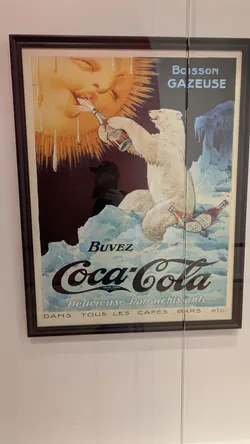 BOISSON
GAZEUSE
BUVEZ
Coca-Cola
Délicieuse-Rafraîchissante
DANS TOUS LES CAFÉS BARS ETC.